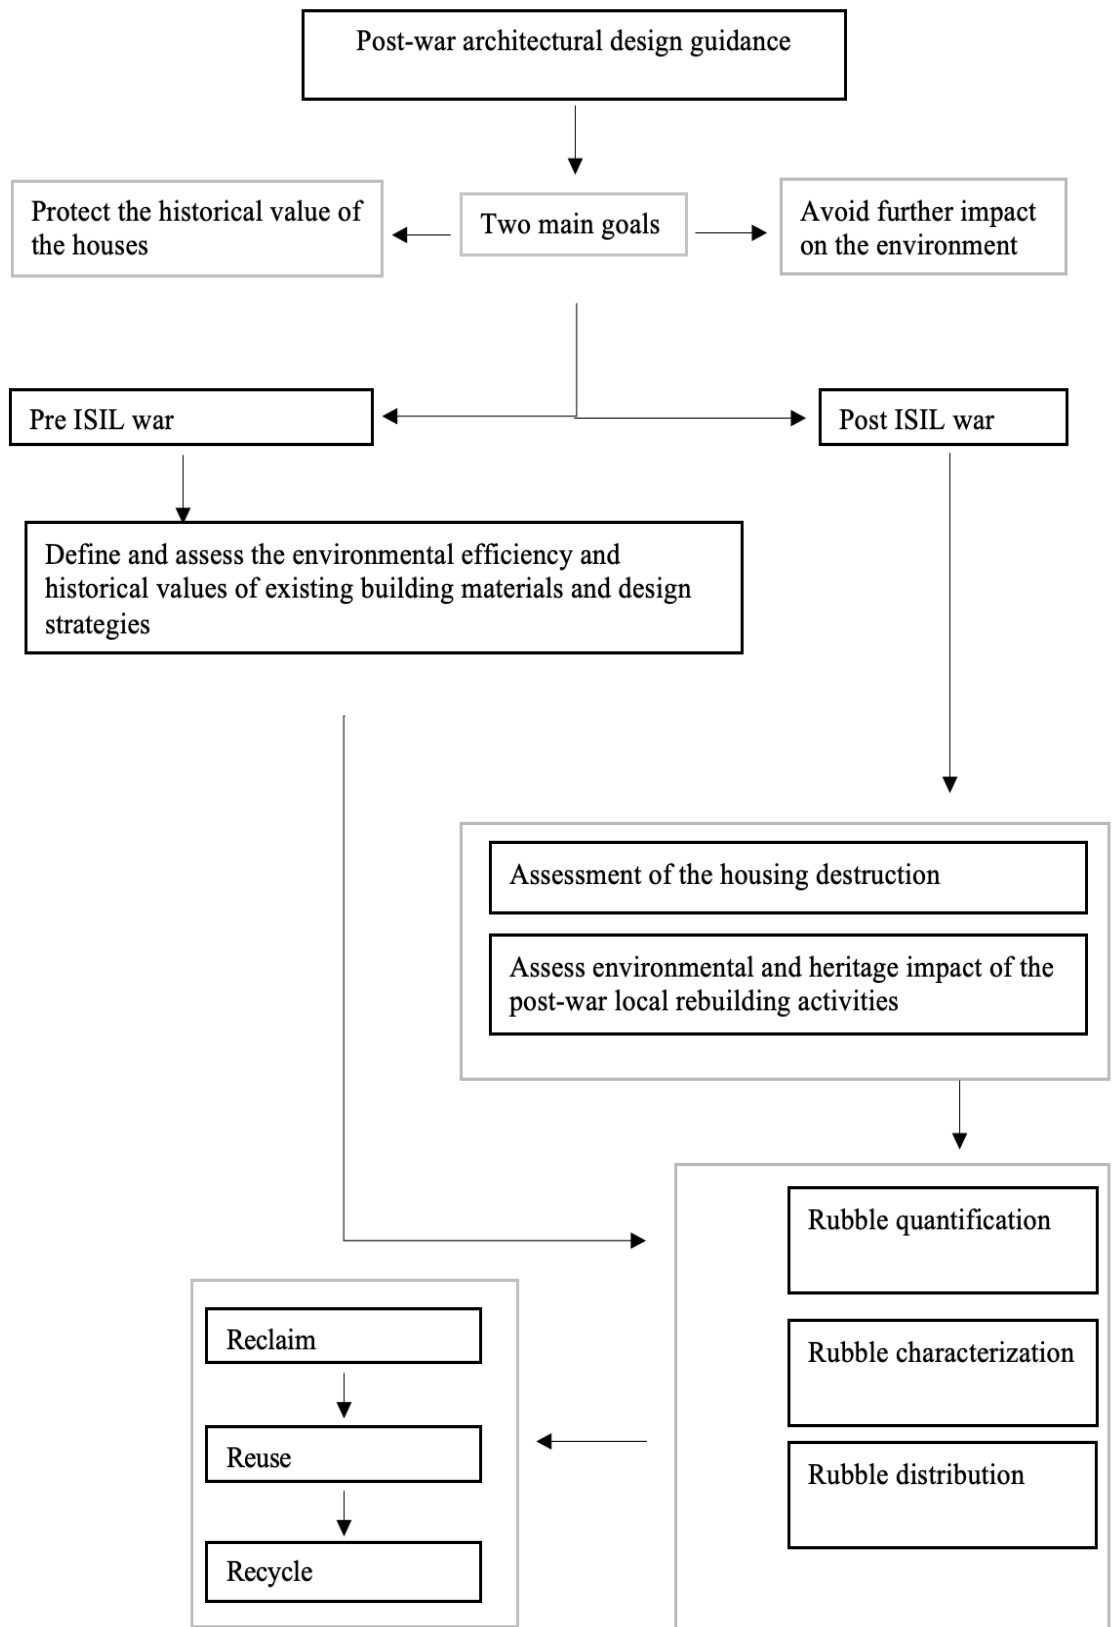 Post-war architectural design guidance
Protect the historical value of
the houses
Two main goals
Avoid further impact
on the environment
Pre ISIL war
Post ISIL war
Define and assess the environmental efficiency and
historical values of existing building materials and design
strategies
Assessment of the housing destruction
Assess environmental and heritage impact of the
post-war local rebuilding activities
Rubble quantification
Rubble characterization
Rubble distribution
Reclaim
Reuse
Recycle